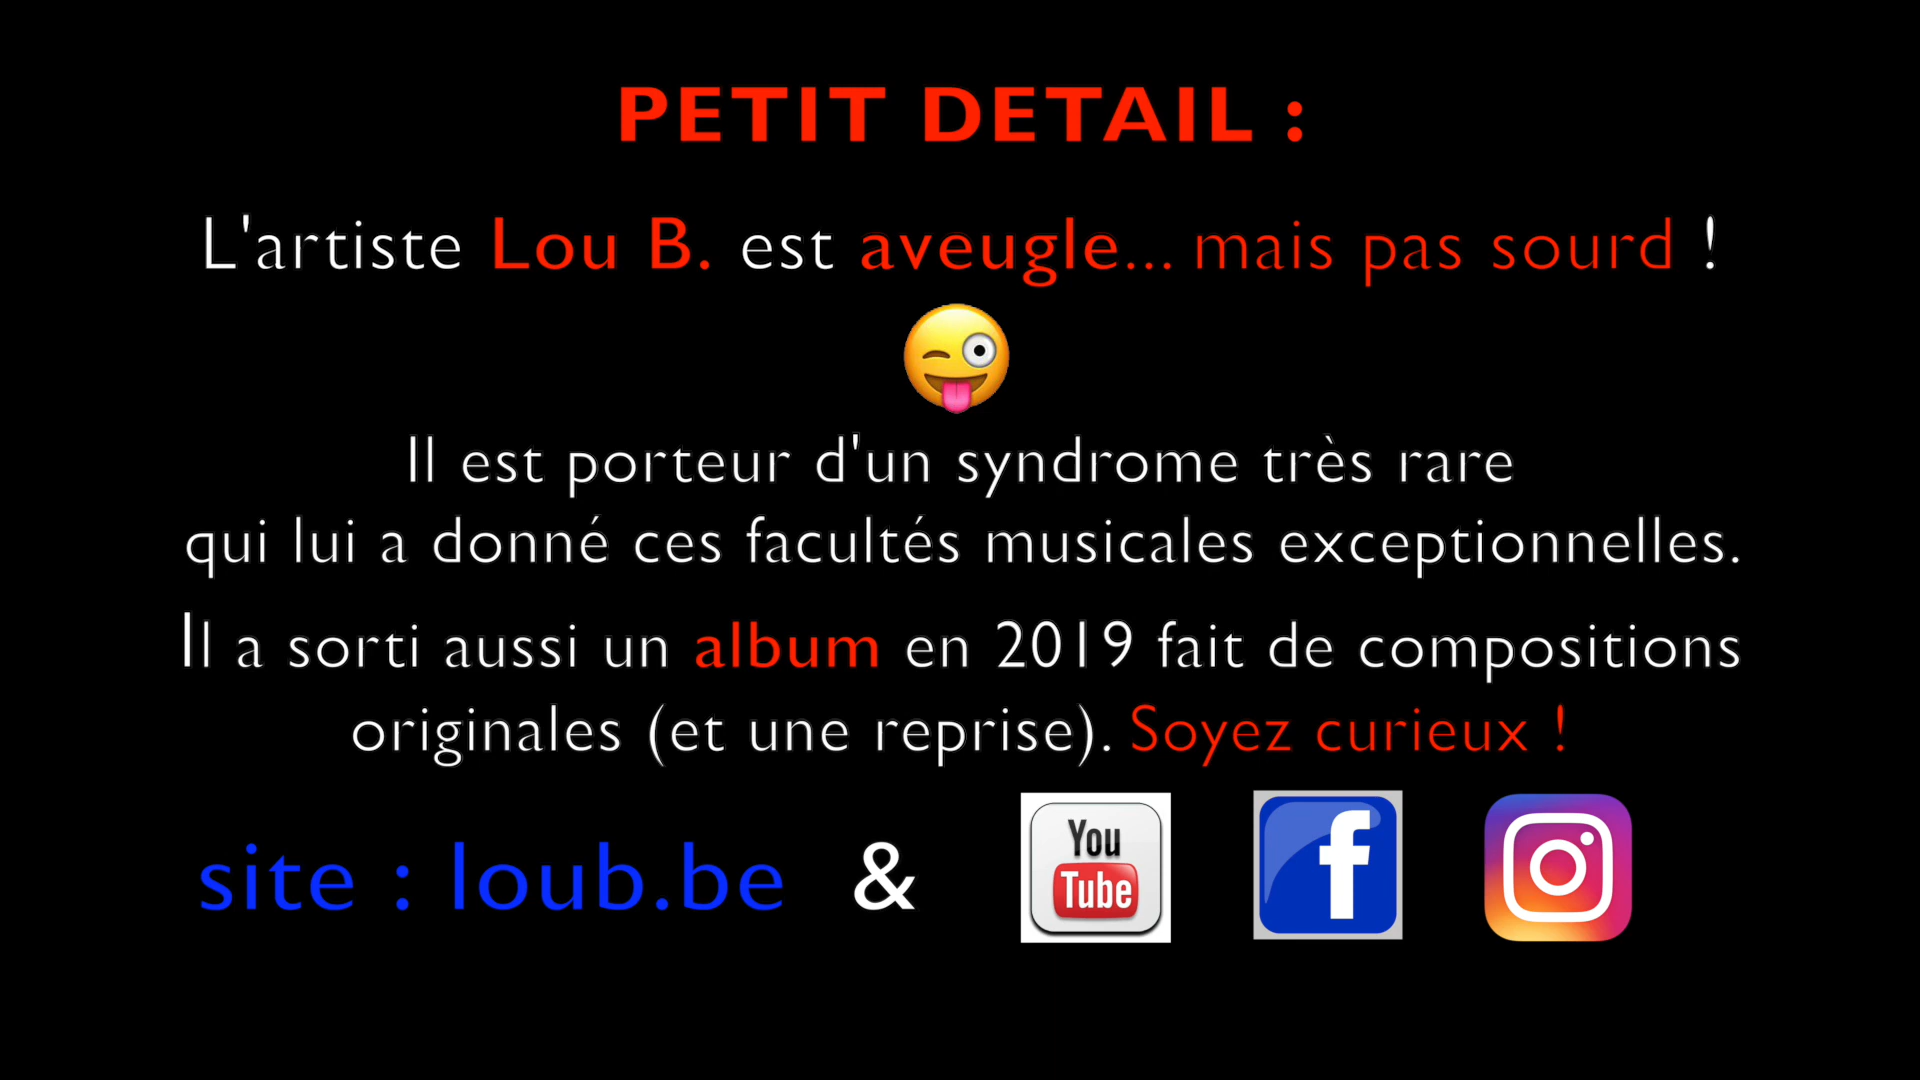 PETIT DETAIL :
L'artiste Lou B. est aveugle... mais pas sourd !
Il est porteur d'un syndrome très rare
qui lui a donné ces facultés musicales exceptionnelles.
Il a sorti aussi un album en 2019 fait de compositions
originales (et une reprise). Soyez curieux !
site : loub.be &
You
Tube
f